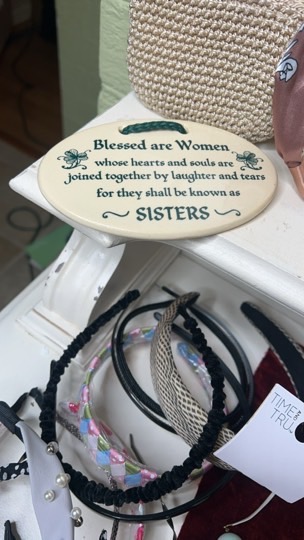 Blessed are Women
whose hearts and souls are
joined together by laughter and tears
for they shall be known as
SISTERS
TIME AND
TRU